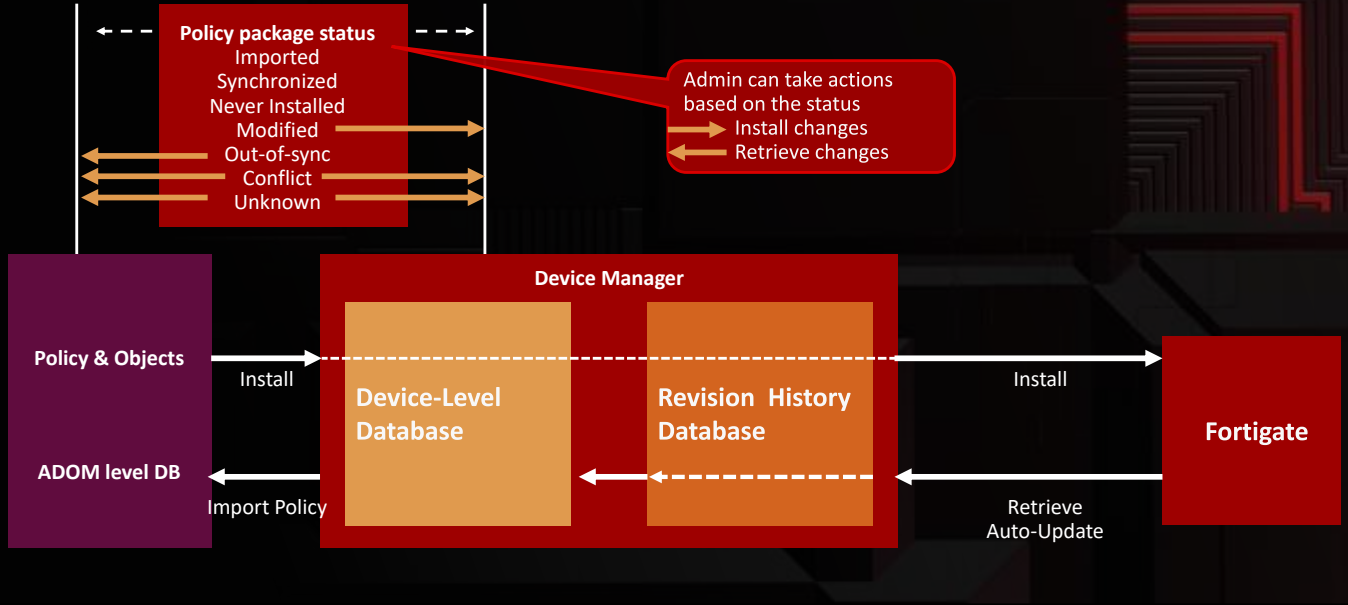 Policy package status
Imported
Synchronized
Never Installed
Modified
Out-of-sync
Conflict
Unknown
Admin can take actions
based on the status
Install changes
Retrieve changes
Device Manager
Policy & Objects
Install
Device-Level
Database
Revision History
Database
Install
Fortigate
ADOM level DB
Import Policy
Retrieve
Auto-Update